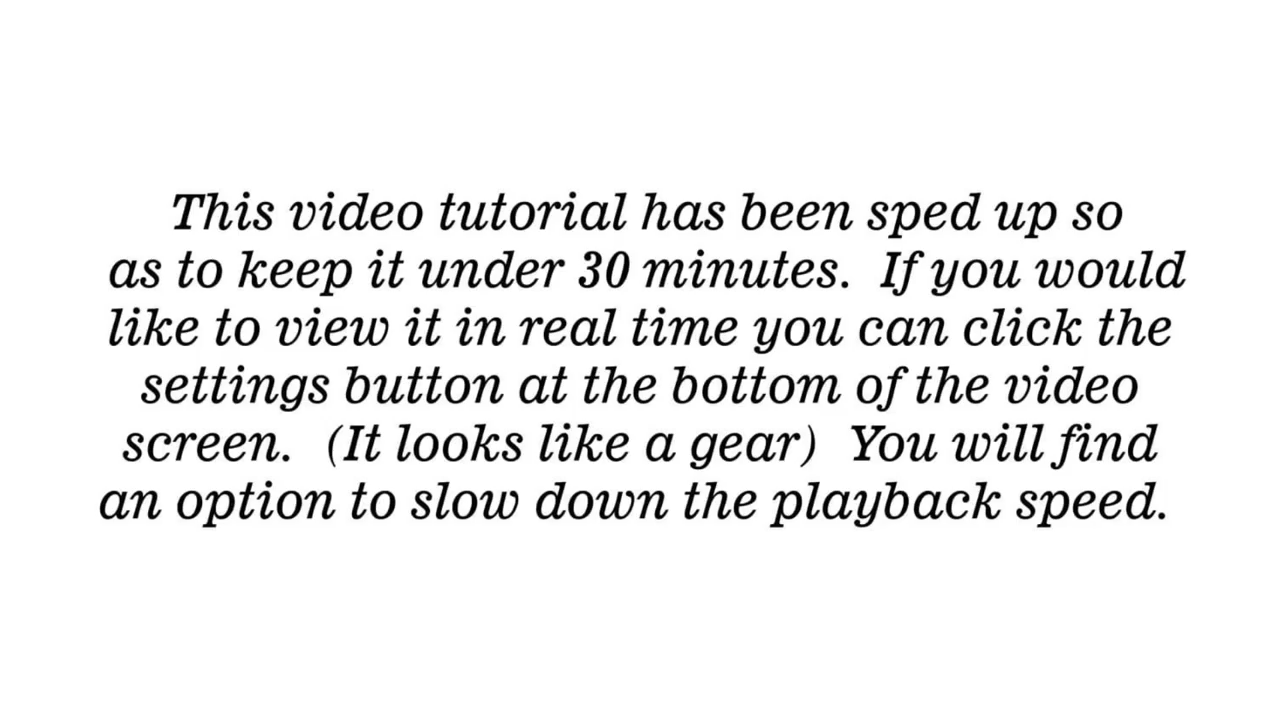 This video tutorial has been sped up so
as to keep it under 30 minutes.  If you would
like to view it in real time you can click the
settings button at the bottom of the video
screen.  (It looks like a gear)  You will find
an option to slow down the playback speed.